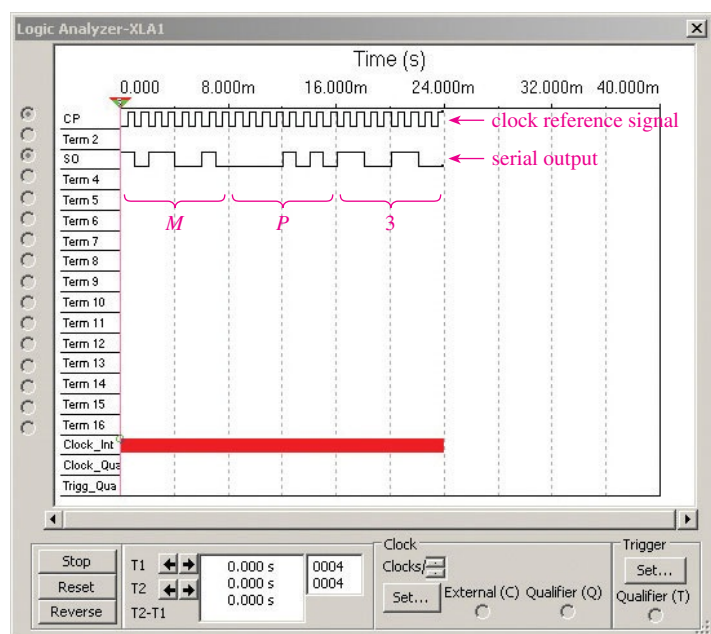 Logic Analyzer-XLA1
Time (s)
0.000 8.000m 16.000m 24.000m 32.000m 40.000m
CP
clock reference signal
Term 2
SO
serial output
Term 4
Term 5
Term 6
M P 3
Term 7
Term 8
Term 9
Term 10
Term 11
Term 12
Term 13
Term 14
Term 15
Term 16
Clock_Int
Clock_Qua
Trigg_Qua
Stop
Reset
Reverse
T1 0.000 s 0004
T2 0.000 s 0004
T2-T1 0.000 s
Clock
Clocks/
Set...
External (C) Qualifier (Q)
Trigger
Set...
Qualifier (T)